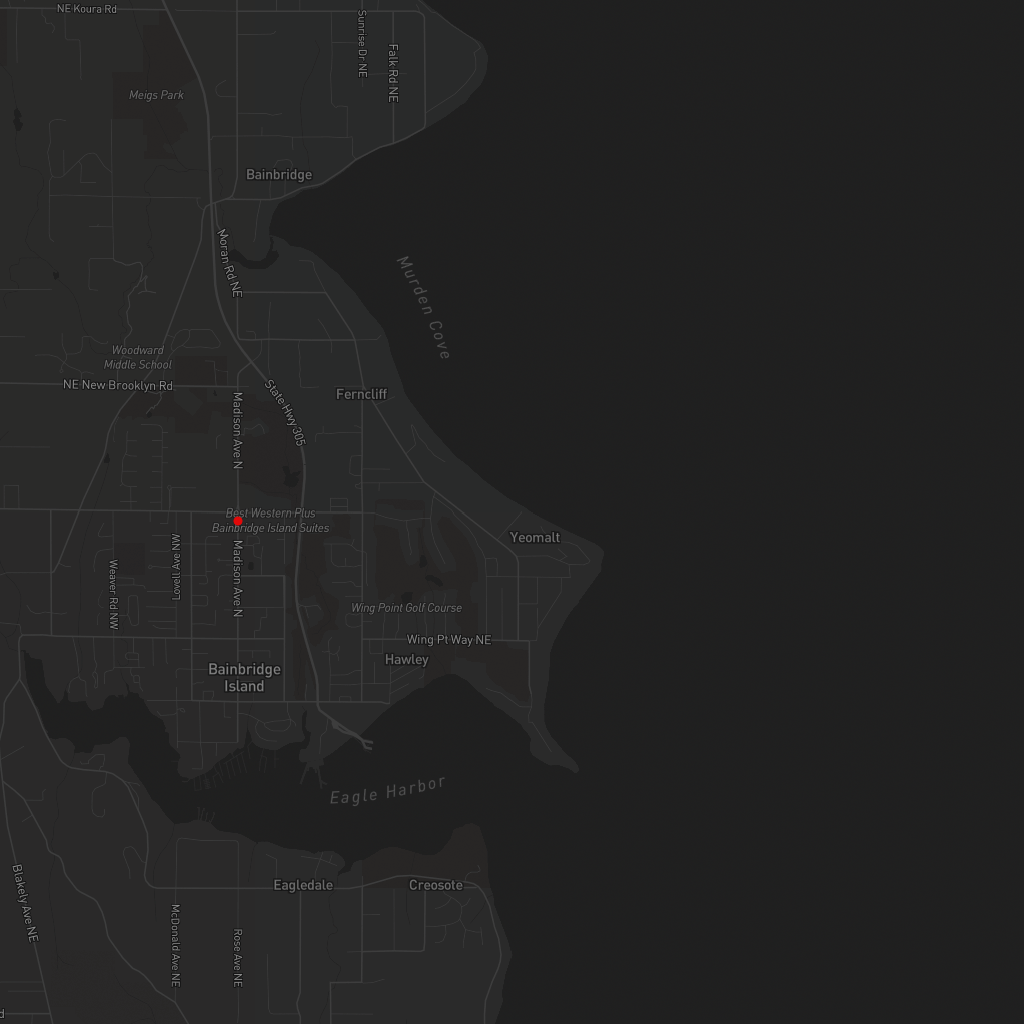 NE Koura Rd
Sunrise Dr NE
Falk Rd NE
Meigs Park
Bainbridge
Moran Rd NE
Murden Cove
Woodward
Middle School
NE New Brooklyn Rd
State Hwy 305
Ferncliff
Madison Ave N
Best Western Plus
Bainbridge Island Suites
Yeomalt
Lovell Ave NW
Madison Ave N
Weaver Rd NW
Wing Point Golf Course
Wing Pt Way NE
Hawley
Bainbridge
Island
Eagle Harbor
Blakely Ave NE
Eagledale
Creosote
McDonald Ave NE
Rose Ave NE
d